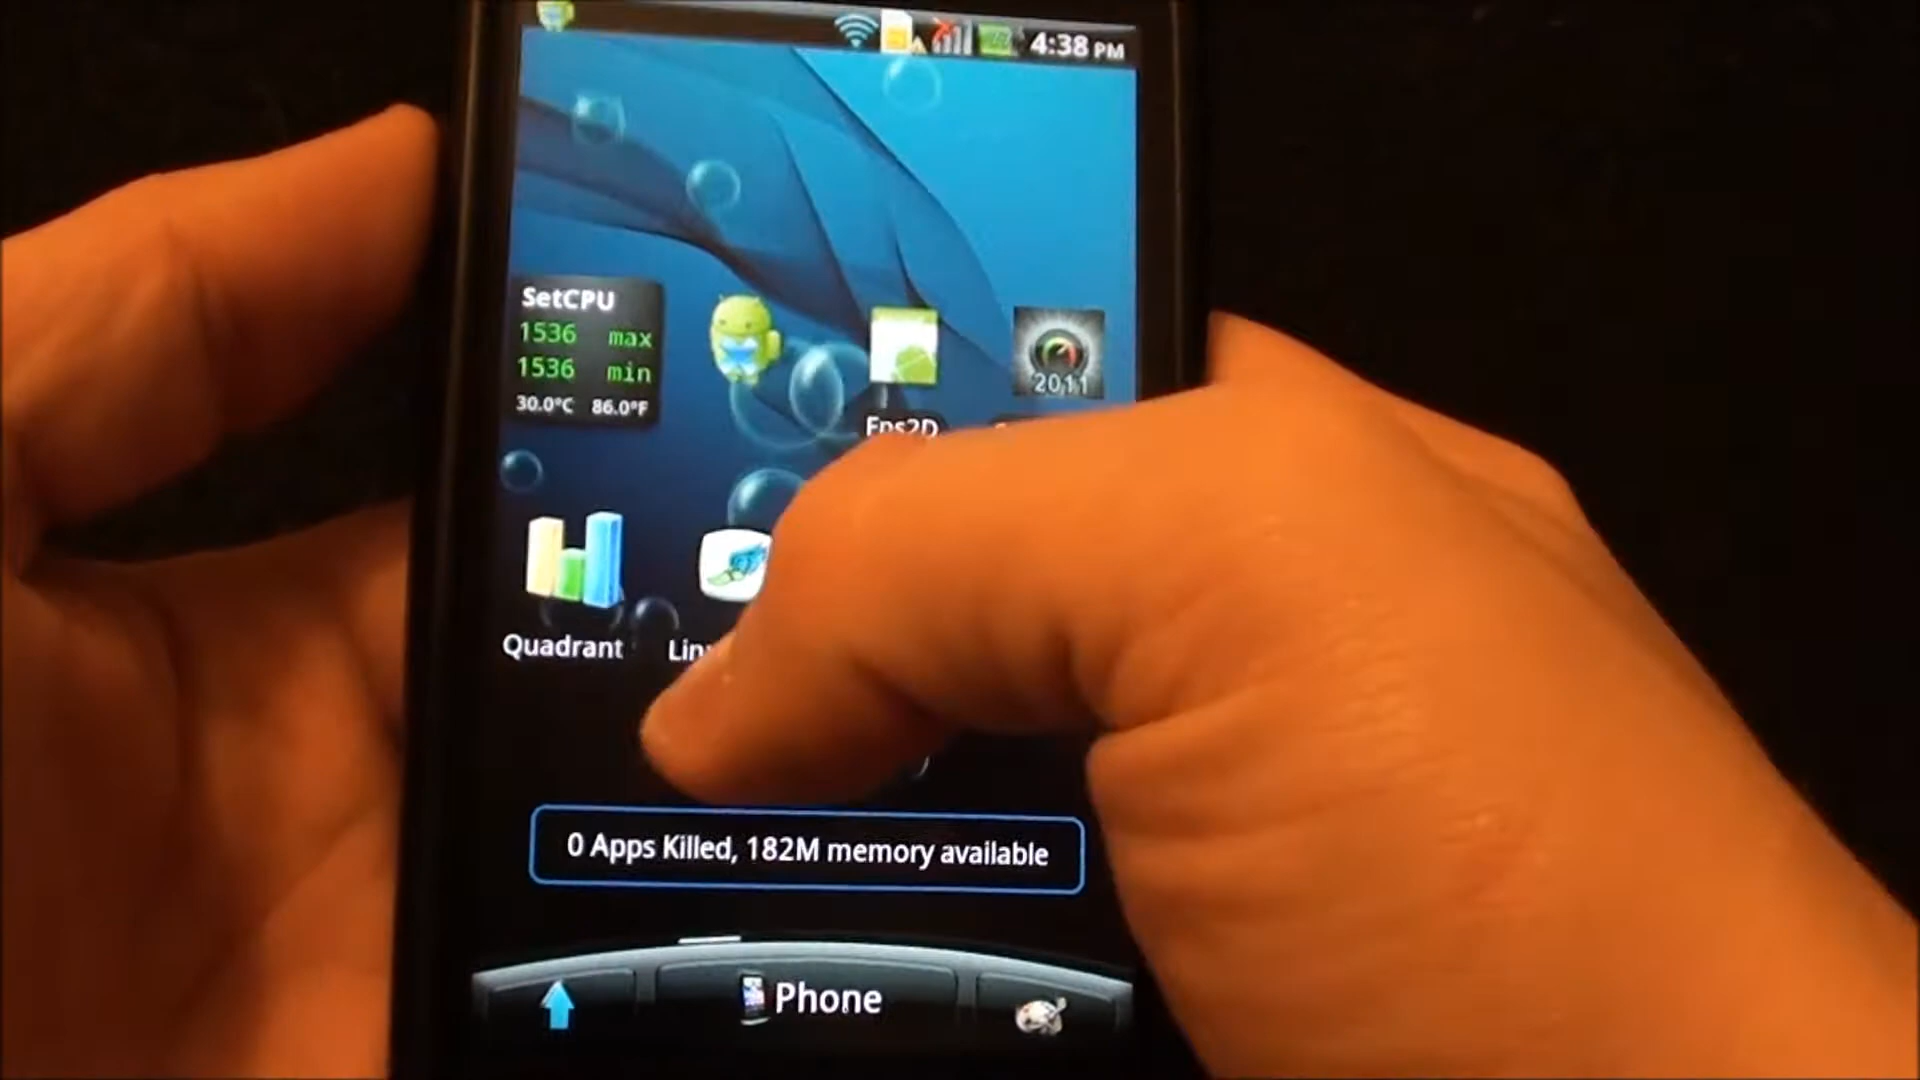 4:38 PM
SetCPU
1536 max
1536 min
30.0°C 86.0°F
2011
Fps2D
Quadrant
0 Apps Killed, 182M memory available
Phone